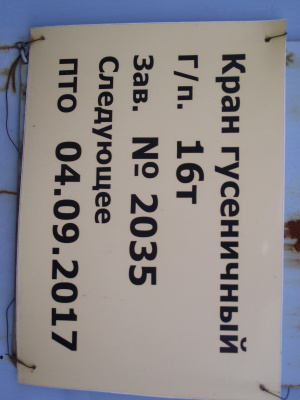 Кран гусеничный
г/п. 16т
Зав. № 2035
Следующее
пто 04.09.2017